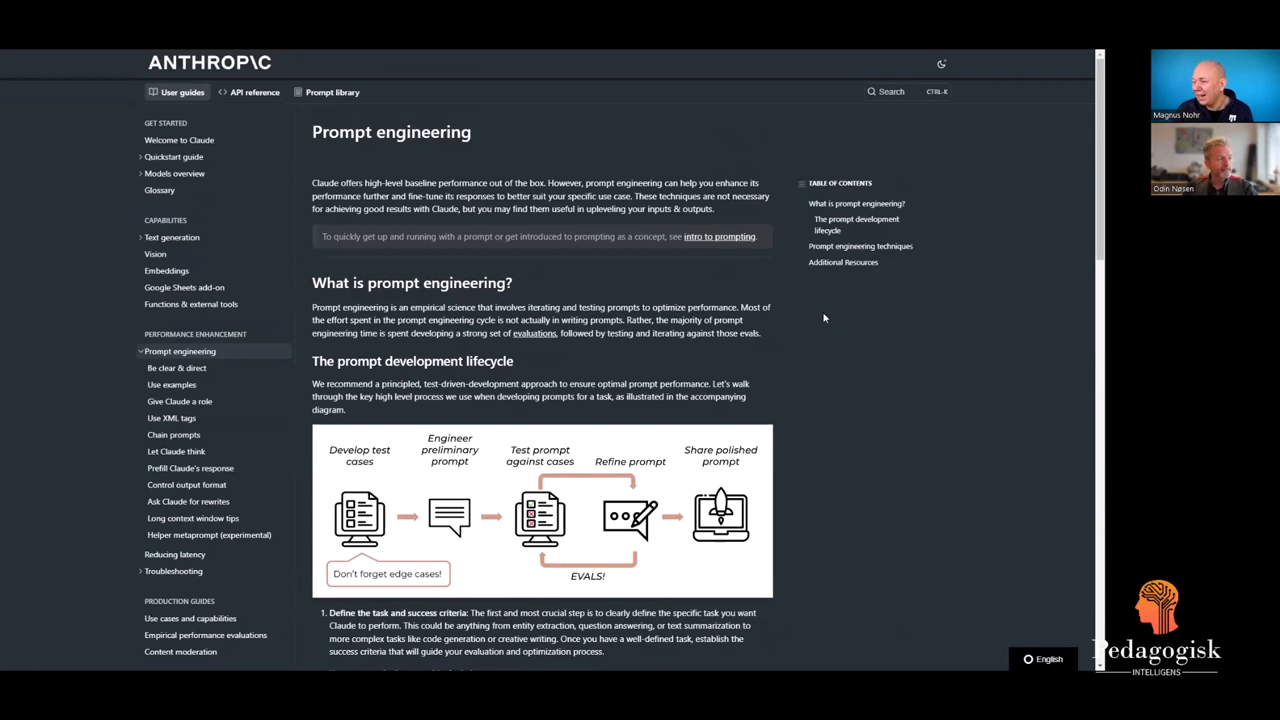 ANTHROP\C
User guides
API reference
Prompt library
Search
CTRL-K
GET STARTED
Welcome to Claude
Quickstart guide
Models overview
Glossary
CAPABILITIES
Text generation
Vision
Embeddings
Google Sheets add-on
Functions & external tools
PERFORMANCE ENHANCEMENT
Prompt engineering
Be clear & direct
Use examples
Give Claude a role
Use XML tags
Chain prompts
Let Claude think
Prefill Claude's response
Control output format
Ask Claude for rewrites
Long context window tips
Helper metaprompt (experimental)
Reducing latency
Troubleshooting
PRODUCTION GUIDES
Use cases and capabilities
Empirical performance evaluations
Content moderation
Prompt engineering
Claude offers high-level baseline performance out of the box. However, prompt engineering can help you enhance its
performance further and fine-tune its responses to better suit your specific use case. These techniques are not necessary
for achieving good results with Claude, but you may find them useful in upleveling your inputs & outputs.
To quickly get up and running with a prompt or get introduced to prompting as a concept, see intro to prompting.
What is prompt engineering?
Prompt engineering is an empirical science that involves iterating and testing prompts to optimize performance. Most of
the effort spent in the prompt engineering cycle is not actually in writing prompts. Rather, the majority of prompt
engineering time is spent developing a strong set of evaluations, followed by testing and iterating against those evals.
The prompt development lifecycle
We recommend a principled, test-driven-development approach to ensure optimal prompt performance. Let's walk
through the key high level process we use when developing prompts for a task, as illustrated in the accompanying
diagram.
Develop test
cases
Engineer
preliminary
prompt
Test prompt
against cases
Refine prompt
Share polished
prompt
Don't forget edge cases!
EVALS!
1. Define the task and success criteria: The first and most crucial step is to clearly define the specific task you want
Claude to perform. This could be anything from entity extraction, question answering, or text summarization to
more complex tasks like code generation or creative writing. Once you have a well-defined task, establish the
success criteria that will guide your evaluation and optimization process.
TABLE OF CONTENTS
What is prompt engineering?
The prompt development
lifecycle
Prompt engineering techniques
Additional Resources
English
Magnus Nohr
Odin Nøsen
Pedagogisk
INTELLIGENS